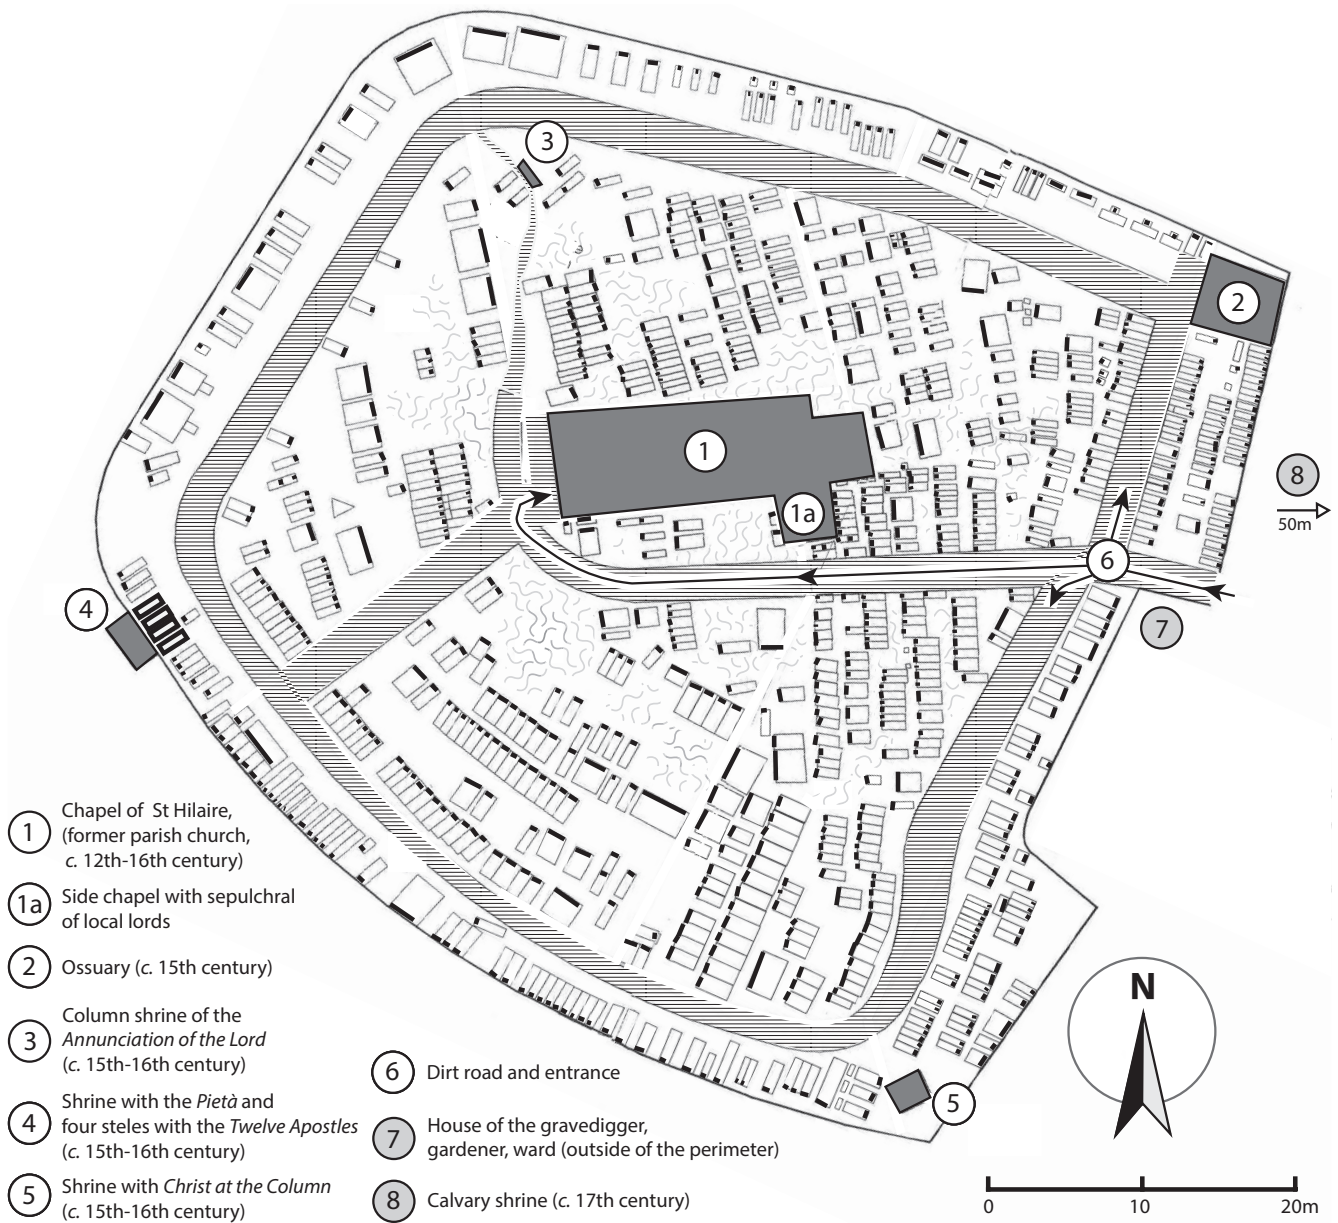 3
2
1
8
50m
1a
6
4
7
1
Chapel of St Hilaire,
(former parish church,
c. 12th-16th century)
1a
Side chapel with sepulchral
of local lords
2
Ossuary (c. 15th century)
3
Column shrine of the
Annunciation of the Lord
(c. 15th-16th century)
4
Shrine with the Pietà and
four steles with the Twelve Apostles
(c. 15th-16th century)
5
Shrine with Christ at the Column
(c. 15th-16th century)
6
Dirt road and entrance
7
House of the gravedigger,
gardener, ward (outside of the perimeter)
8
Calvary shrine (c. 17th century)
5
N
0 10 20m